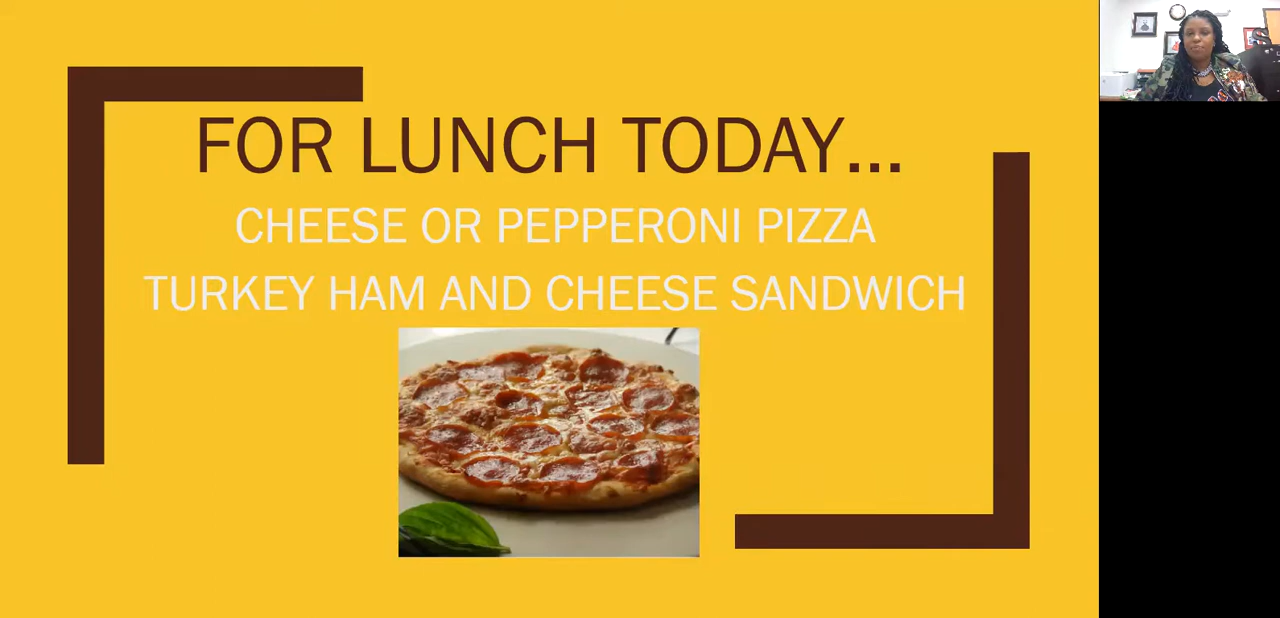 FOR LUNCH TODAY...
CHEESE OR PEPPERONI PIZZA
TURKEY HAM AND CHEESE SANDWICH